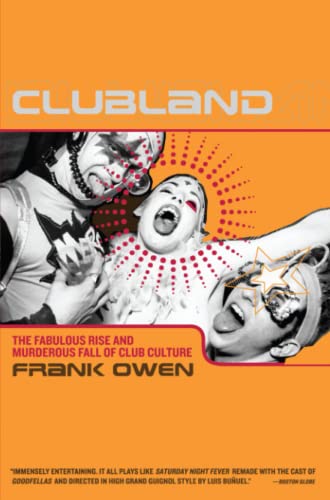 CLUBLAND
THE FABULOUS RISE AND
MURDEROUS FALL OF CLUB CULTURE
FRANK OWEN
"IMMENSELY ENTERTAINING. IT ALL PLAYS LIKE SATURDAY NIGHT FEVER REMADE WITH THE CAST OF
GOODFELLAS AND DIRECTED IN HIGH GRAND GUIGNOL STYLE BY LUIS BUÑUEL." —BOSTON GLOBE